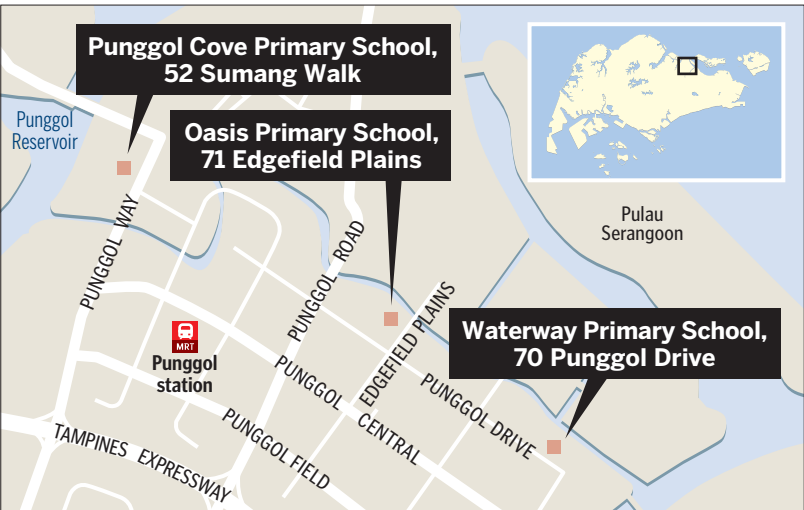 Punggol Cove Primary School,
52 Sumang Walk
Punggol
Reservoir
Oasis Primary School,
71 Edgefield Plains
Pulau
Serangoon
PUNGGOL WAY
PUNGGOL ROAD
EDGEFIELD PLAINS
Waterway Primary School,
70 Punggol Drive
MRT
Punggol
station
PUNGGOL CENTRAL
PUNGGOL DRIVE
PUNGGOL FIELD
TAMPINES EXPRESSWAY